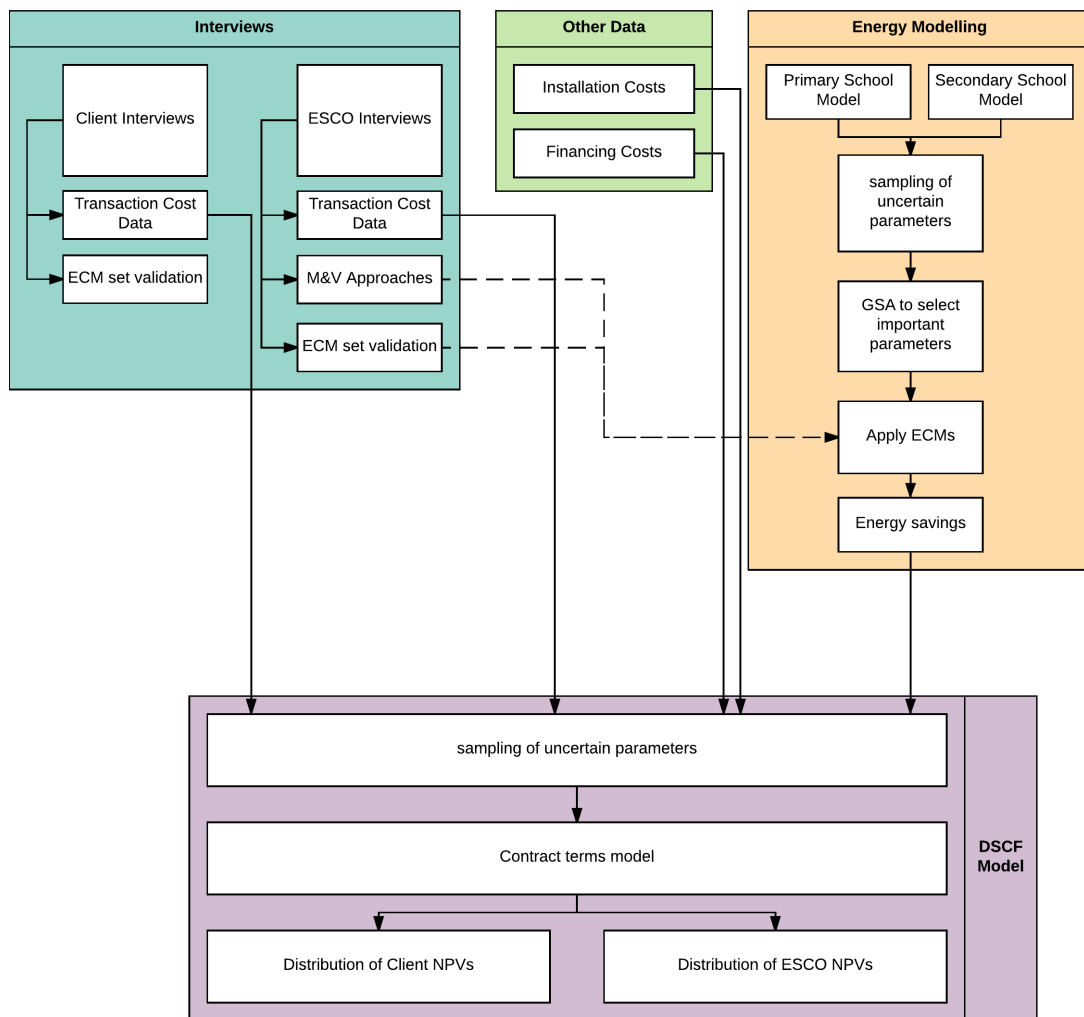 Interviews
Client Interviews
ESCO Interviews
Transaction Cost
Data
Transaction Cost
Data
ECM set validation
M&V Approaches
ECM set validation
Other Data
Installation Costs
Financing Costs
Energy Modelling
Primary School
Model
Secondary School
Model
sampling of
uncertain
parameters
GSA to select
important
parameters
Apply ECMs
Energy savings
sampling of uncertain parameters
Contract terms model
Distribution of Client NPVs
Distribution of ESCO NPVs
DSCF
Model